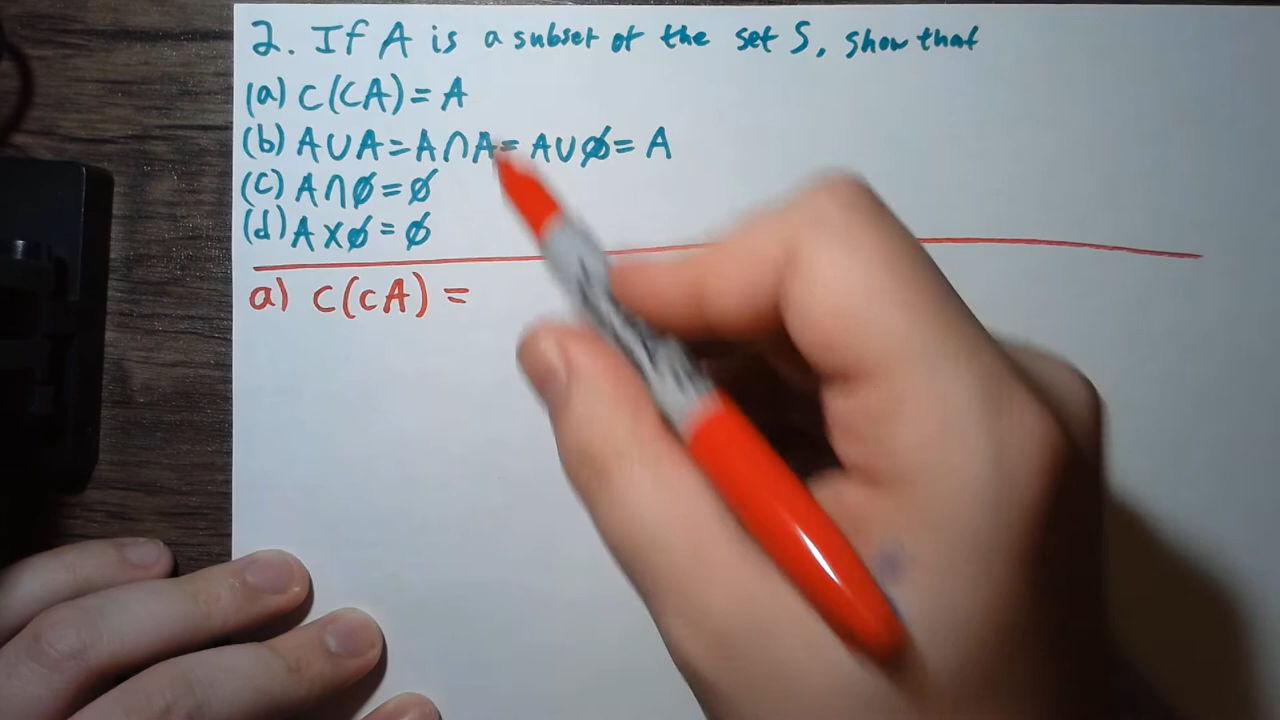 2. If A is a subset of the set S, show that
(a) C(CA) = A
(b) A∪A = A∩A = A∪∅ = A
(c) A∩∅ = ∅
(d) A×∅ = ∅
a) C(CA) =